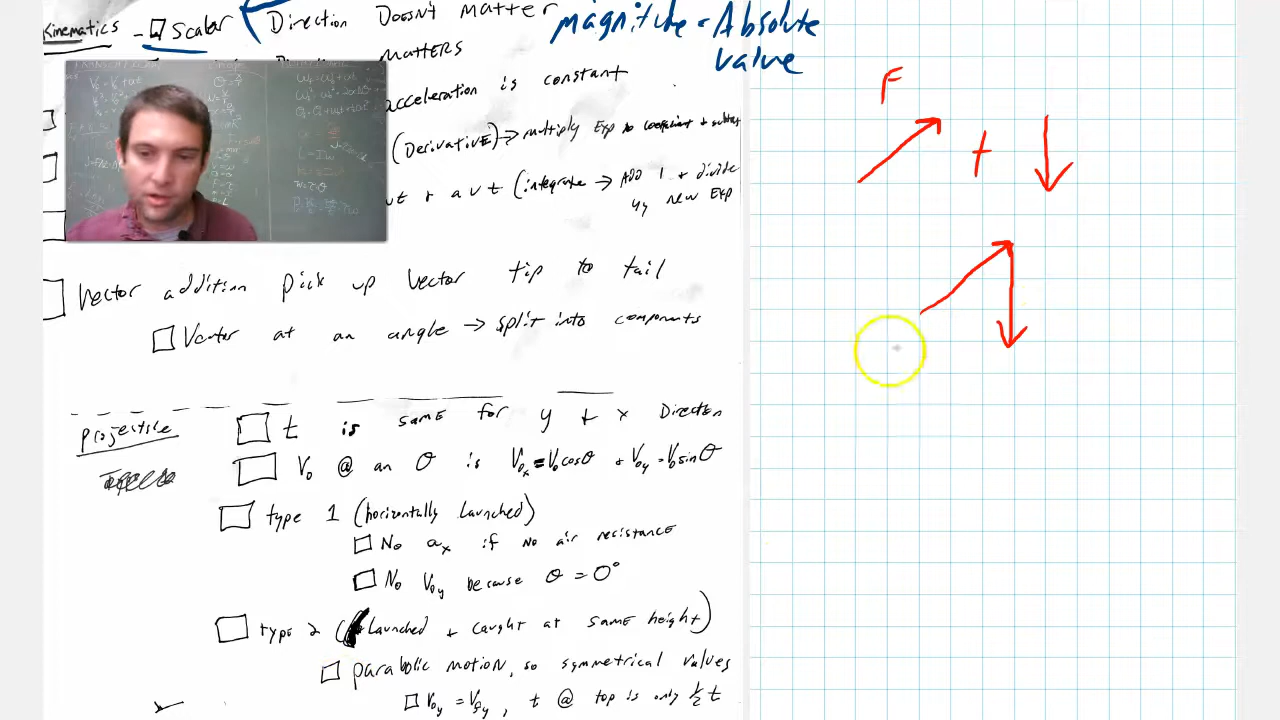 Kinematics - Scalar Direction Doesn't Matter
magnitude = Absolute value
MATTERS
acceleration is constant
(Derivative) → multiply Exp to coefficient + subtract
vt & a v t (integrate → ADD 1 + divide
by new Exp
Vector addition pick up vector tip to tail
Vector at an angle → split into components
projectile
t is same for y + x Direction
V₀ @ an θ is V₀ₓ = V₀cosθ + V₀y = V₀sinθ
type 1 (horizontally launched)
No aₓ if no air resistance
No V₀y because θ = 0°
type 2 (Launched + caught at same height)
parabolic motion, so symmetrical values
V₀y = Vfy, t @ top is only ½ t
F
+